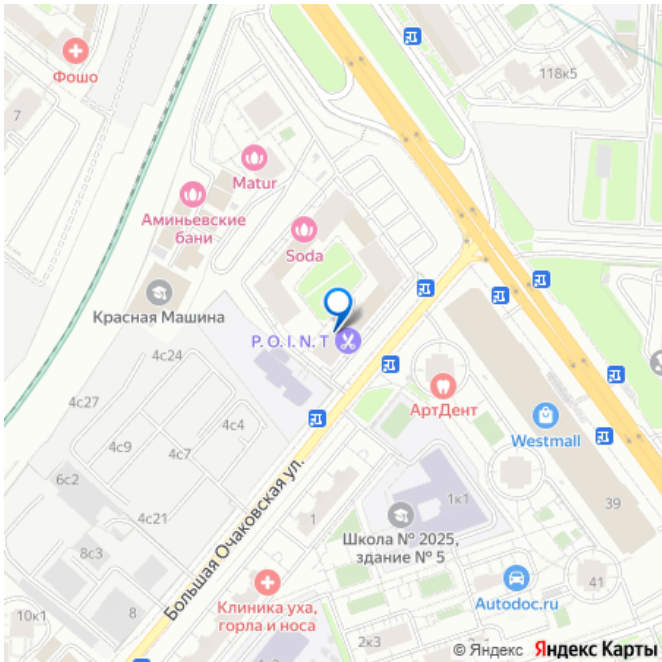 Фошо
118к5
7
Matur
Аминьевские
бани
Soda
Красная Машина
P. O. I. N. T
4с24
АртДент
4с27
4с4
Westmall
4с9
4с7
6с2
1к1
39
4с21
1
Школа № 2025,
здание № 5
8с3
Большая Очаковская ул.
Autodoc.ru
41
8
10к1
Клиника уха,
горла и носа
2к3
© Яндекс Яндекс Карты